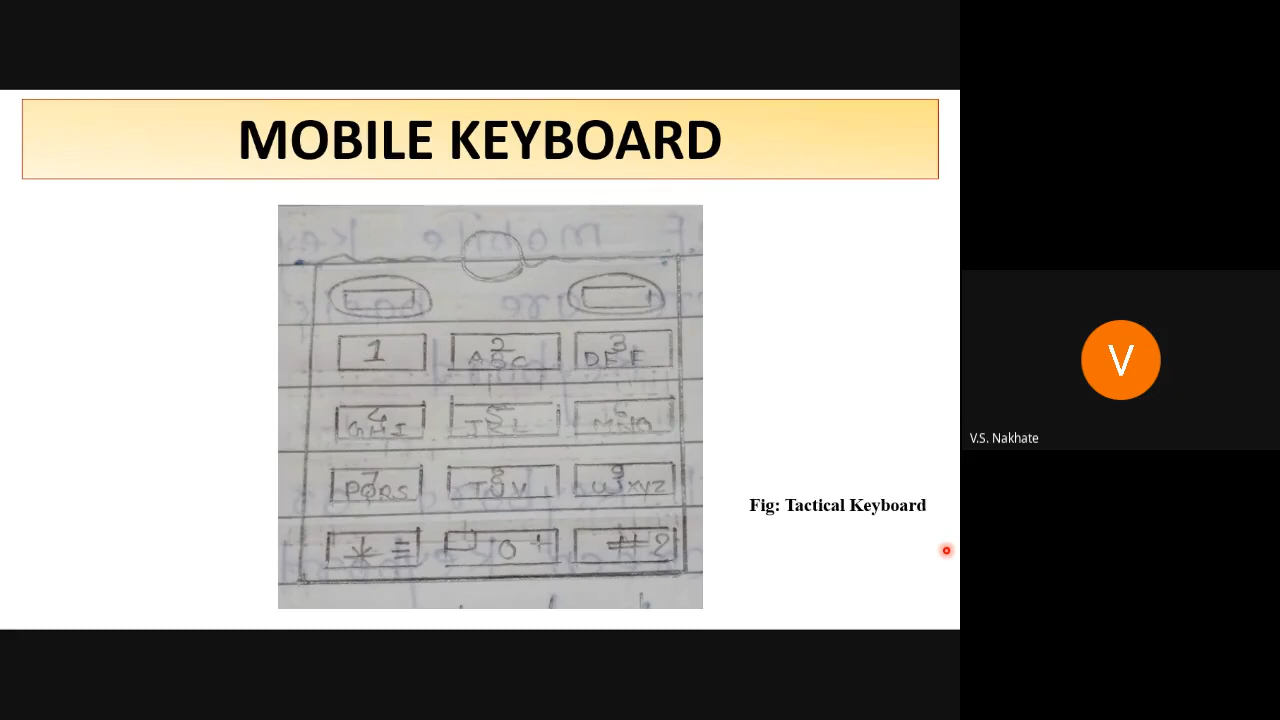 MOBILE KEYBOARD
1 2 3
ABC DEF
4 5 6
GHI JKL MNO
7 8 9
PQRS TUV WXYZ
* 0 + #
Fig: Tactical Keyboard
V
V.S. Nakhate